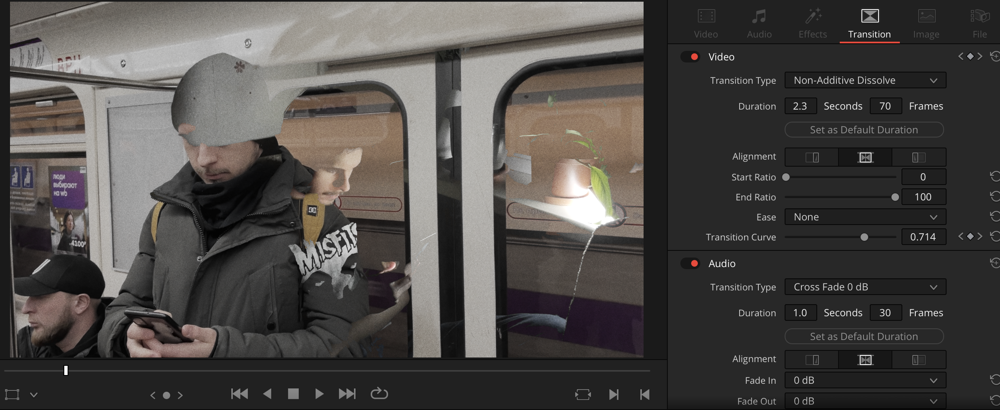 Video
Audio
Effects
Transition
Image
File
Video
Transition Type
Non-Additive Dissolve
Duration
2.3
Seconds
70
Frames
Set as Default Duration
Alignment
Start Ratio
0
End Ratio
100
Ease
None
Transition Curve
0.714
Audio
Transition Type
Cross Fade 0 dB
Duration
1.0
Seconds
30
Frames
Set as Default Duration
Alignment
Fade In
0 dB
Fade Out
0 dB
люди
выбирают
на wb
4100₽
MISFITS